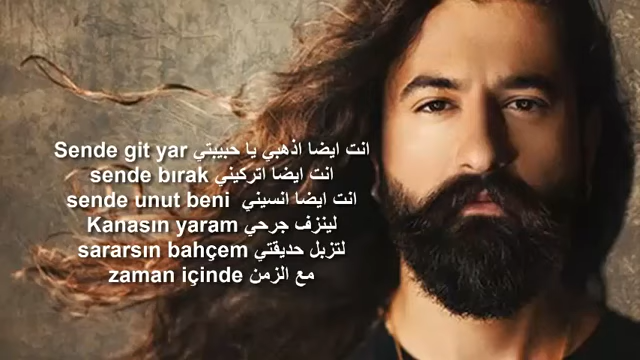 Sende git yar انت ايضا اذهبي يا حبيبتي
sende bırak انت ايضا اتركيني
sende unut beni انت ايضا انسيني
Kanasın yaram لينزف جرحي
sararsın bahçem لتزبل حديقتي
zaman içinde مع الزمن